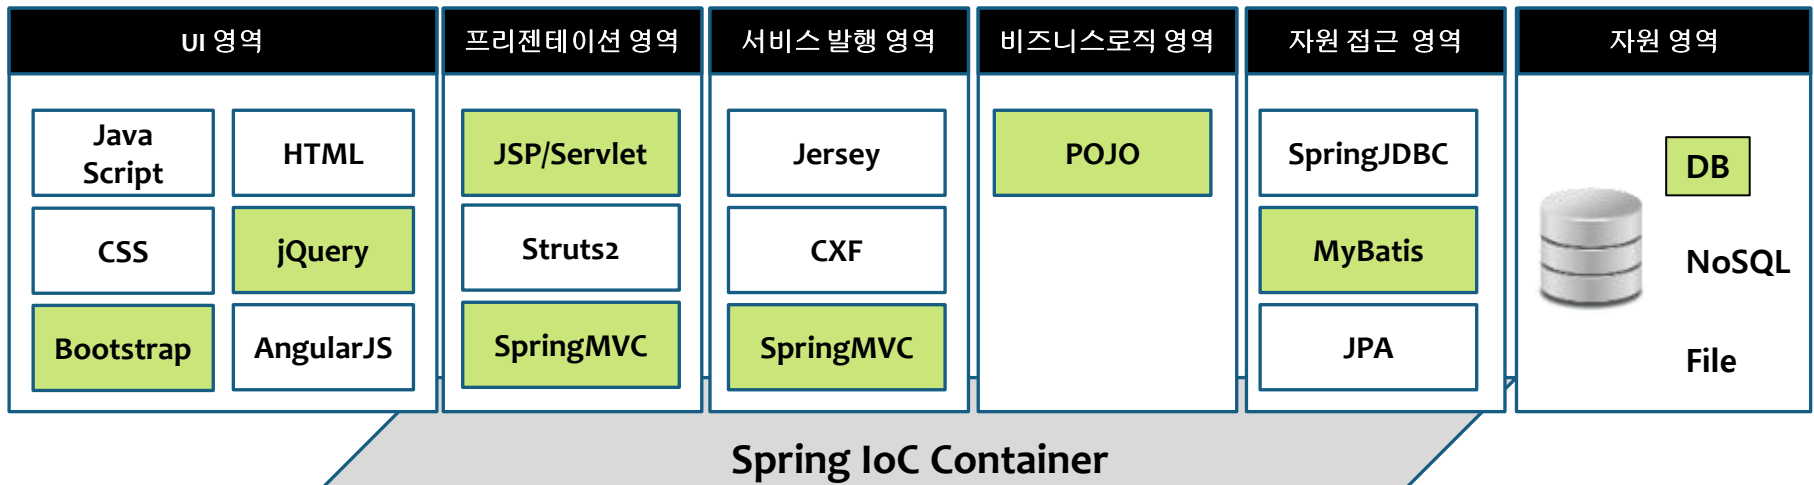 UI 영역
프리젠테이션 영역
서비스 발행 영역
비즈니스로직 영역
자원 접근 영역
자원 영역
Java
Script
HTML
CSS
jQuery
Bootstrap
AngularJS
JSP/Servlet
Struts2
SpringMVC
Jersey
CXF
SpringMVC
POJO
SpringJDBC
MyBatis
JPA
DB
NoSQL
File
Spring IoC Container